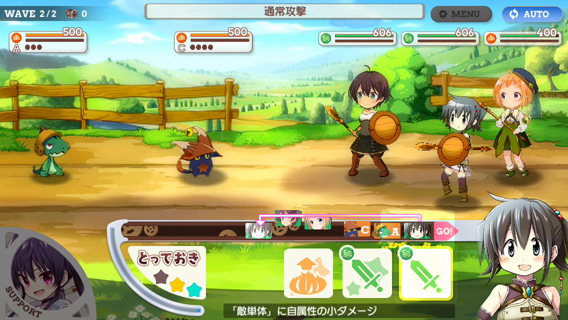 WAVE 2/2 0
通常攻撃
MENU
AUTO
500
A
500
C
606
606
400
C
A
GO!
とっておき
SUPPORT
「敵単体」に自属性の小ダメージ